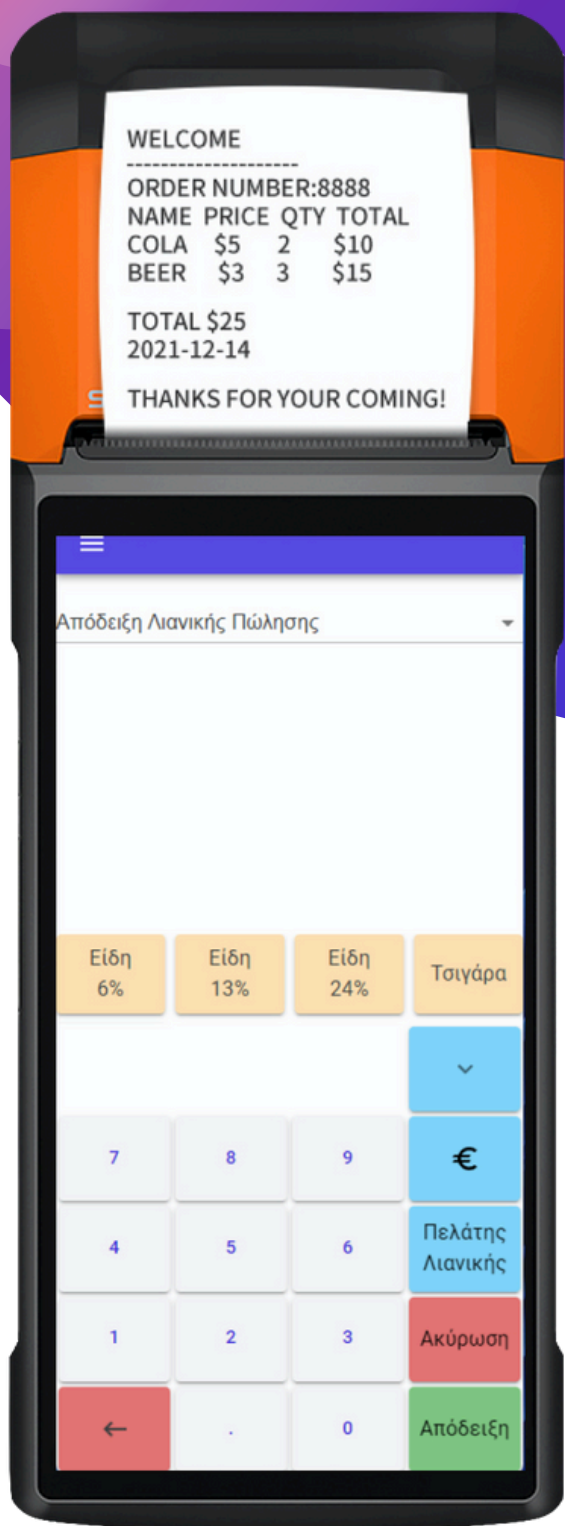 WELCOME
--------------------
ORDER NUMBER:8888
NAME PRICE QTY TOTAL
COLA $5 2 $10
BEER $3 3 $15
TOTAL $25
2021-12-14
THANKS FOR YOUR COMING!
Απόδειξη Λιανικής Πώλησης
Είδη 6%
Είδη 13%
Είδη 24%
Τσιγάρα
7 8 9 €
4 5 6 Πελάτης Λιανικής
1 2 3 Ακύρωση
← . 0 Απόδειξη